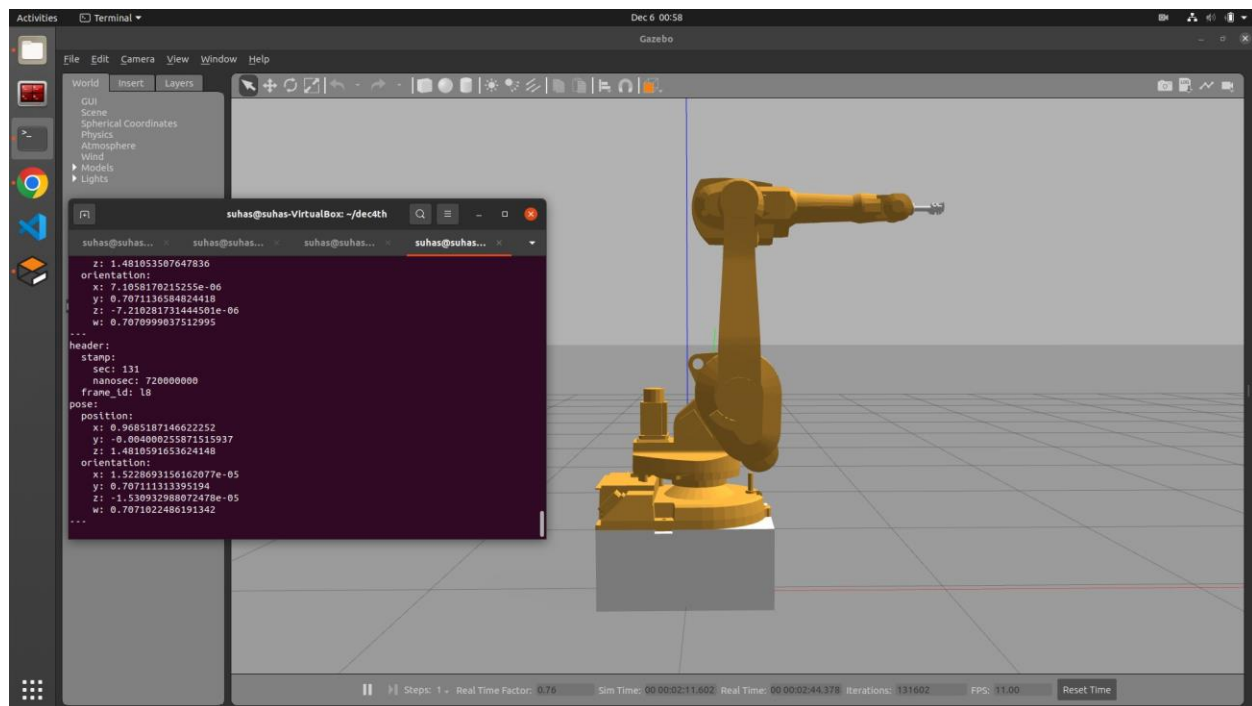 Activities
Terminal
Dec 6 00:58
Gazebo
File Edit Camera View Window Help
World Insert Layers
GUI
Scene
Spherical Coordinates
Physics
Atmosphere
Wind
Models
Lights
suhas@suhas-VirtualBox: ~/dec4th
suhas@suhas... suhas@suhas... suhas@suhas... suhas@suhas...
z: 1.481053507647836
orientation:
x: 7.1058170215255e-06
y: 0.7071136584824418
z: -7.210281731444501e-06
w: 0.7070999037512995
---
header:
stamp:
sec: 131
nanosec: 720000000
frame_id: l8
pose:
position:
x: 0.9685187146622252
y: -0.004000255871515937
z: 1.4810591653624148
orientation:
x: 1.5228693156162077e-05
y: 0.707111313395194
z: -1.530932988072478e-05
w: 0.7071022486191342
---
Steps: 1 Real Time Factor: 0.76 Sim Time: 00 00:02:11.602 Real Time: 00 00:02:44.378 Iterations: 131602 FPS: 11.00 Reset Time